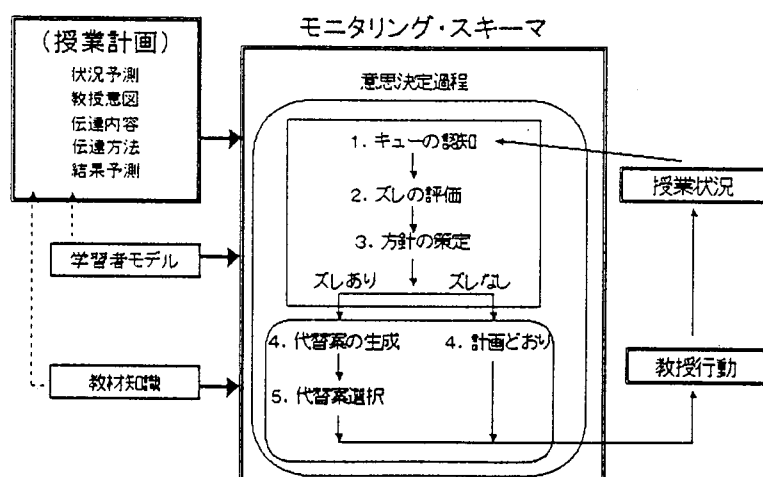 (授業計画)
状況予測
教授意図
伝達内容
伝達方法
結果予測
学習者モデル
教材知識
モニタリング・スキーマ
意思決定過程
1. キューの認知
2. ズレの評価
3. 方針の策定
ズレあり ズレなし
4. 代替案の生成 4. 計画どおり
5. 代替案選択
授業状況
教授行動